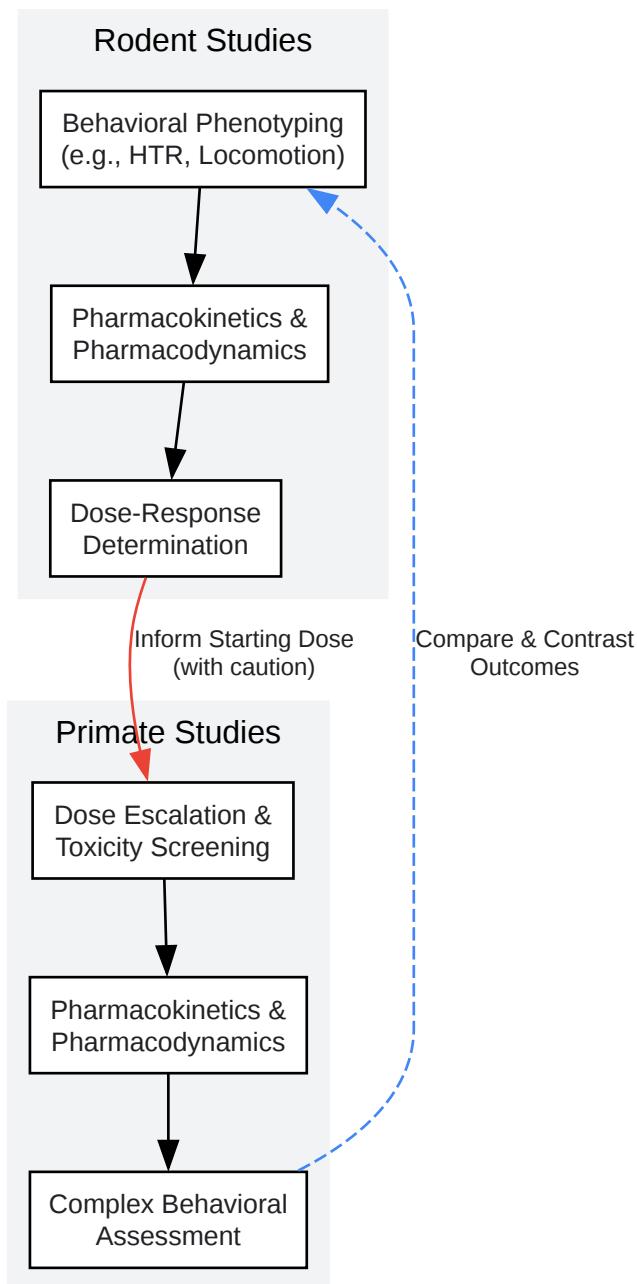 Rodent Studies
Behavioral Phenotyping
(e.g., HTR, Locomotion)
Pharmacokinetics &
Pharmacodynamics
Dose-Response
Determination
Inform Starting Dose
(with caution)
Compare & Contrast
Outcomes
Primate Studies
Dose Escalation &
Toxicity Screening
Pharmacokinetics &
Pharmacodynamics
Complex Behavioral
Assessment